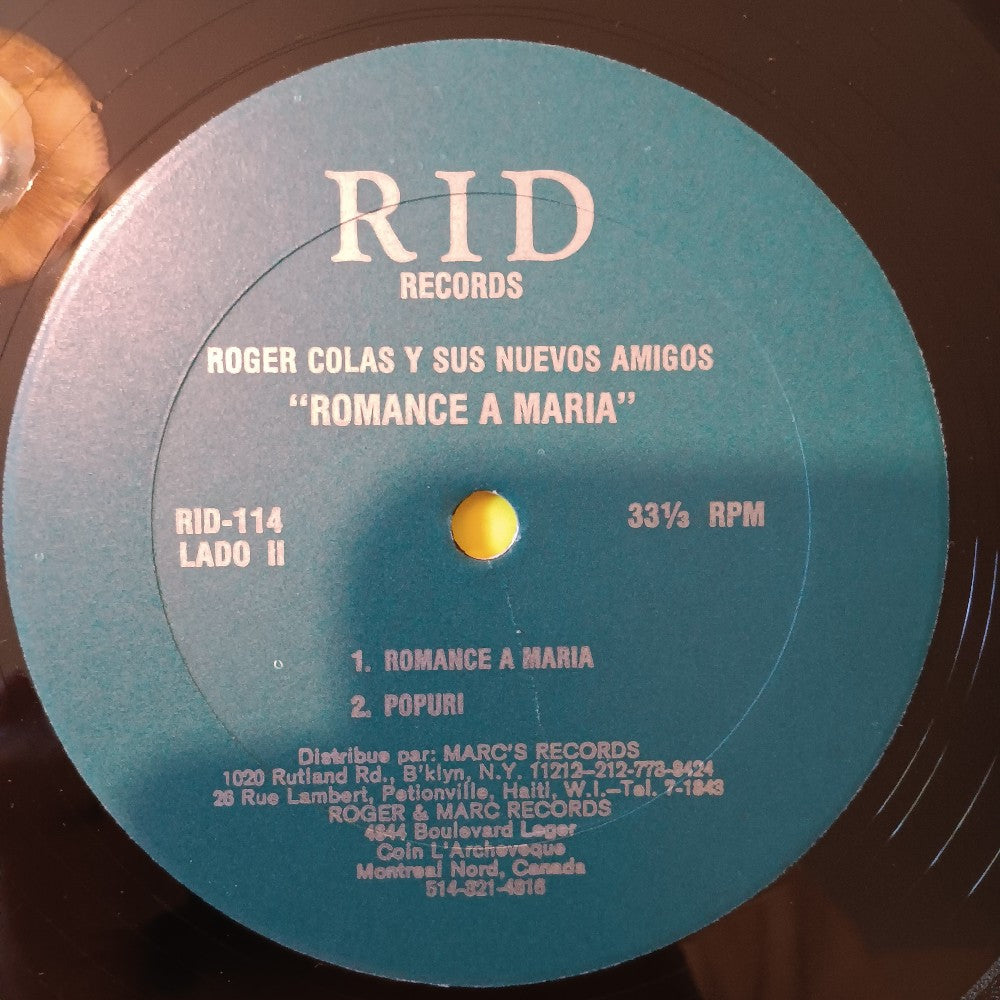 RID
RECORDS
ROGER COLAS Y SUS NUEVOS AMIGOS
"ROMANCE A MARIA"
RID-114
LADO II
33⅓ RPM
1. ROMANCE A MARIA
2. POPURI
Distribue par: MARC'S RECORDS
1020 Rutland Rd., B'klyn, N.Y. 11212—212-773-8424
26 Rue Lambert, Petionville, Haiti, W.I.—Tel. 7-1843
ROGER & MARC RECORDS
4844 Boulevard Leger
Coin L'Archeveque
Montreal Nord, Canada
514-321-4816